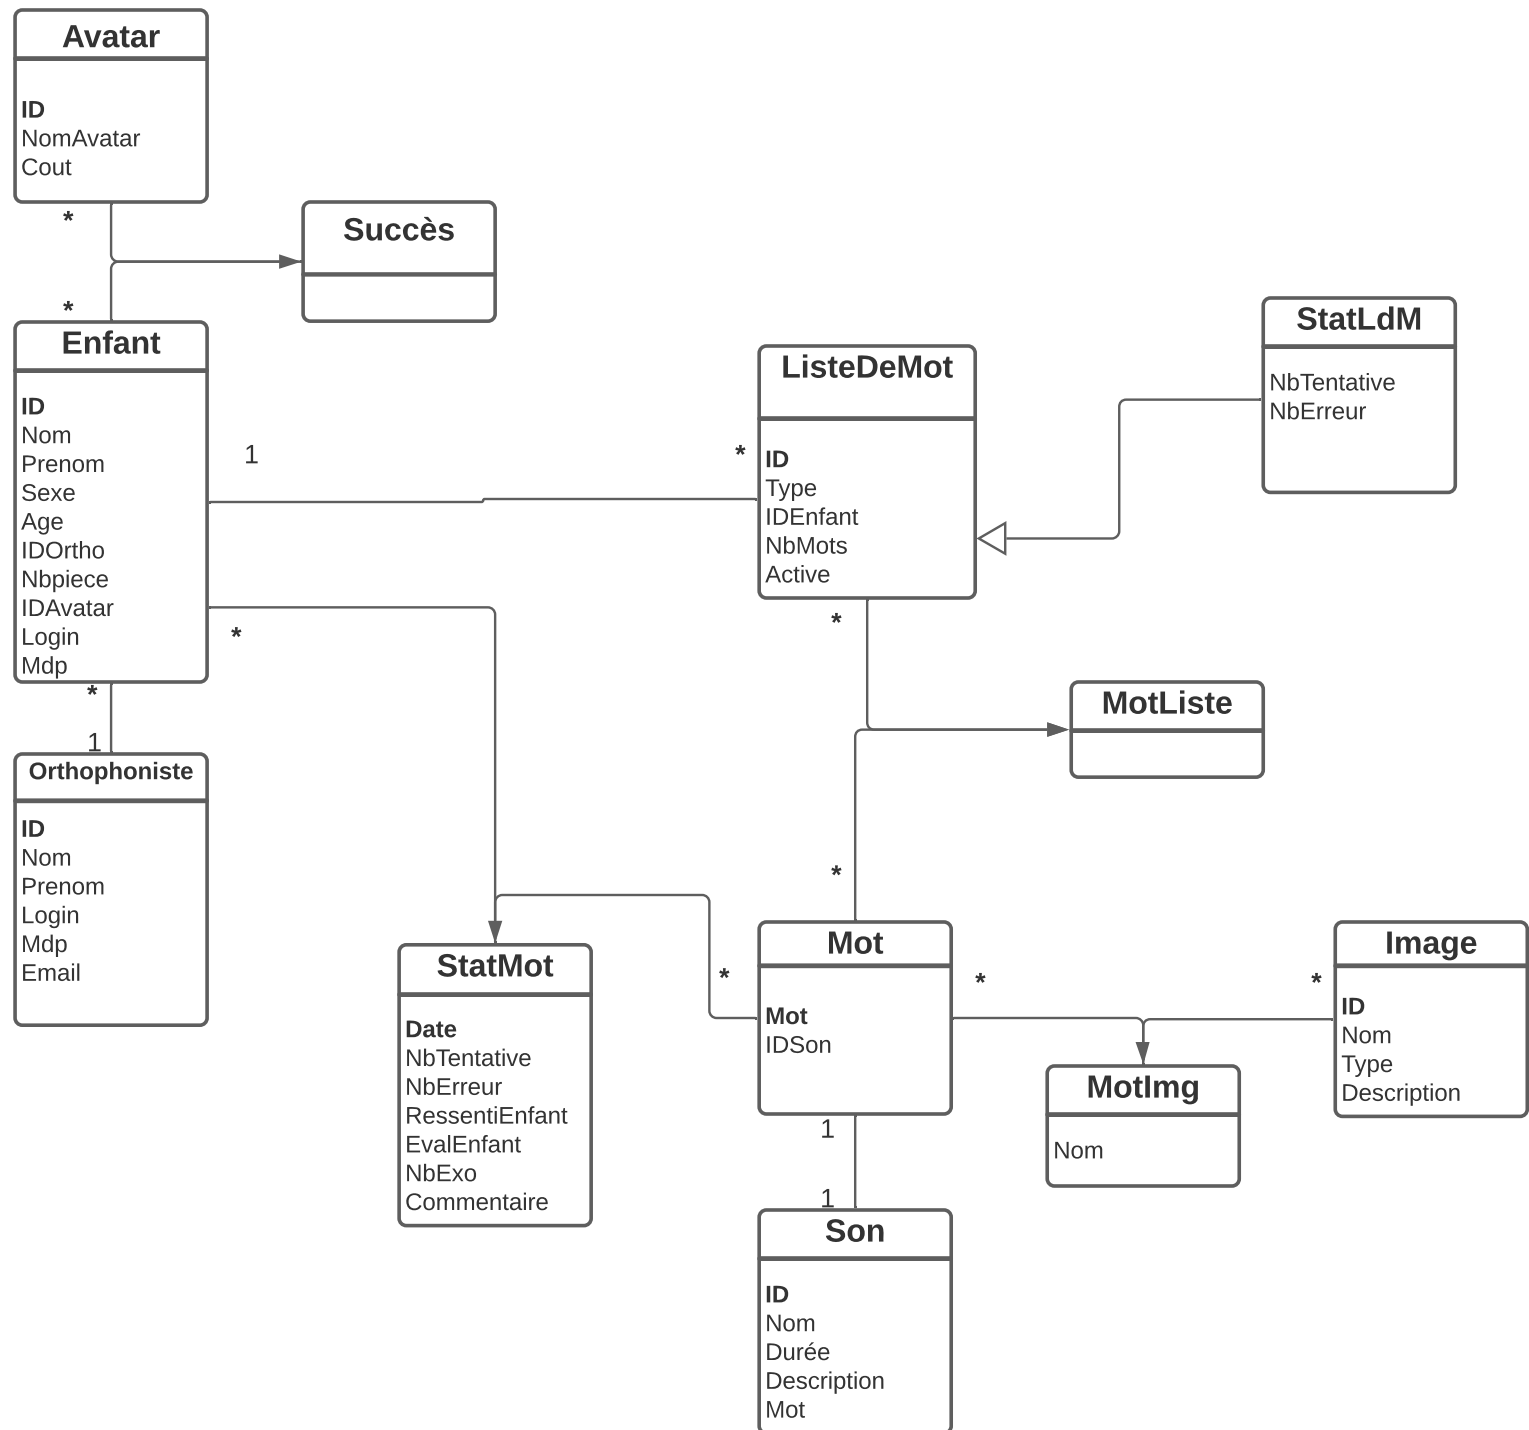 Avatar
ID
NomAvatar
Cout
*
Succès
*
Enfant
ID
Nom
Prenom
Sexe
Age
IDOrtho
Nbpiece
IDAvatar
Login
Mdp
1
*
*
*
1
Orthophoniste
ID
Nom
Prenom
Login
Mdp
Email
ListeDeMot
ID
Type
IDEnfant
NbMots
Active
*
StatLdM
NbTentative
NbErreur
MotListe
*
StatMot
Date
NbTentative
NbErreur
RessentiEnfant
EvalEnfant
NbExo
Commentaire
*
Mot
Mot
IDSon
*
*
Image
ID
Nom
Type
Description
MotImg
Nom
1
1
Son
ID
Nom
Durée
Description
Mot